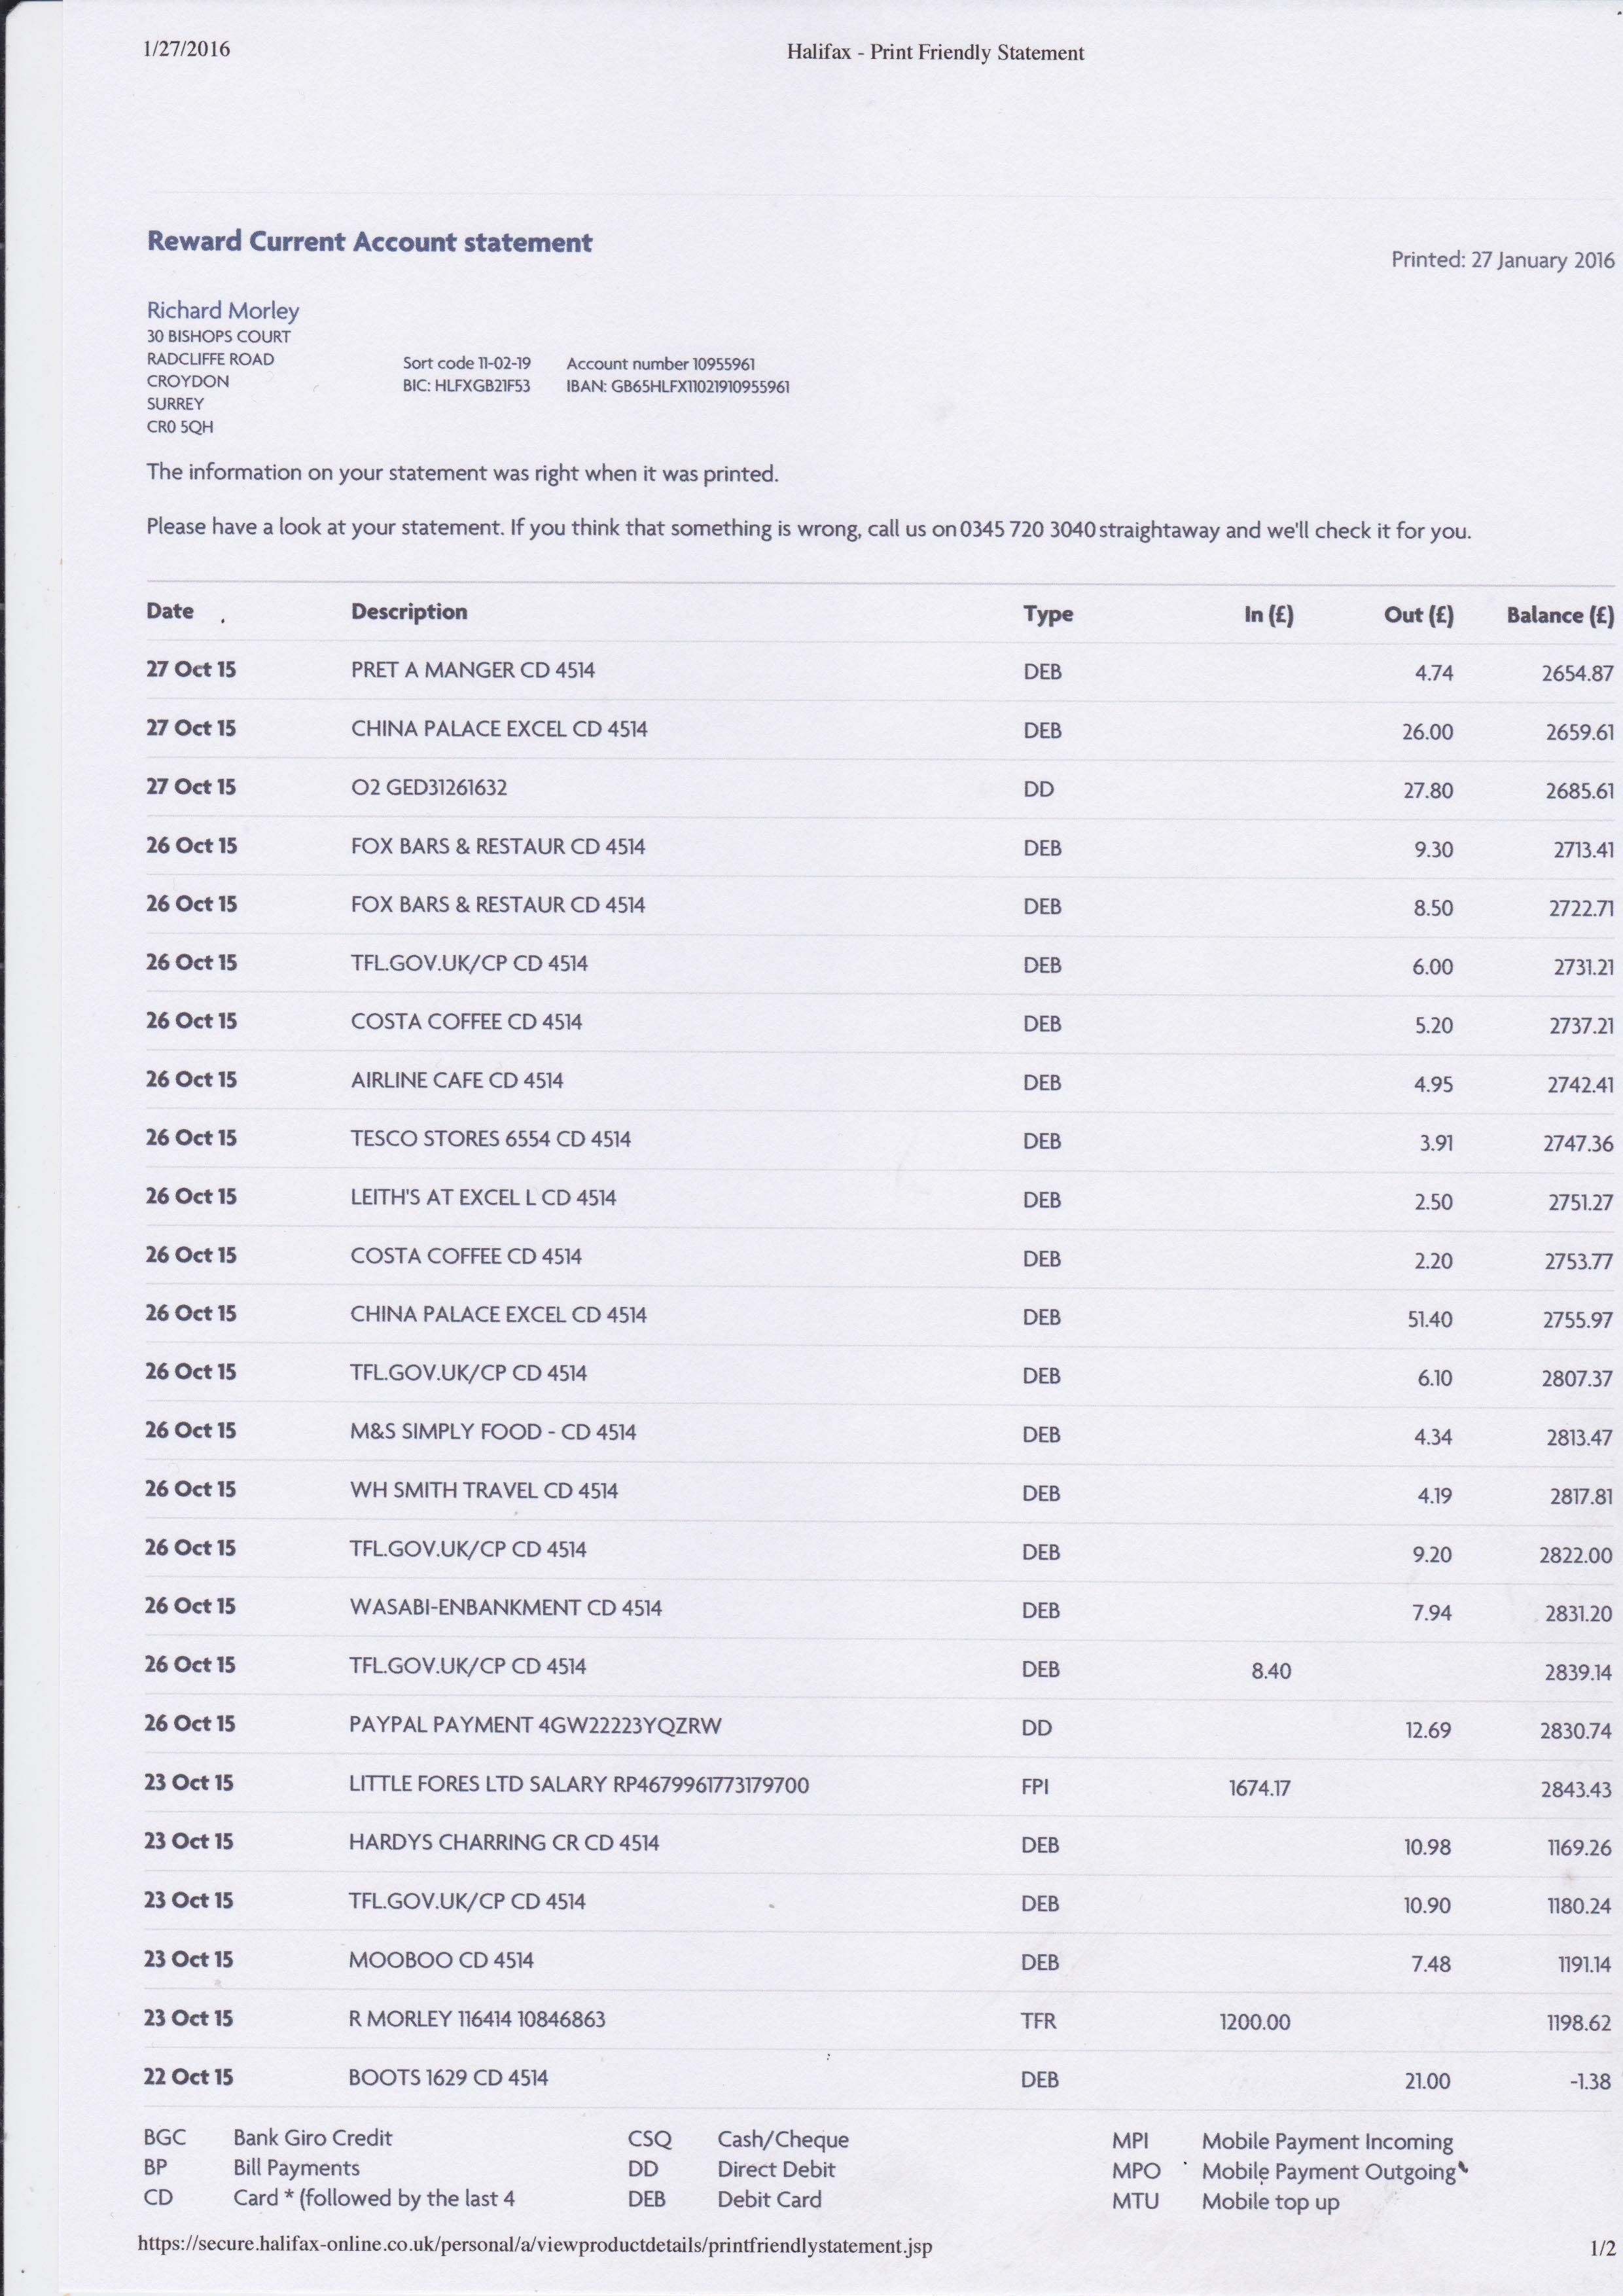 1/27/2016 Halifax - Print Friendly Statement
Reward Current Account statement
Printed: 27 January 2016
Richard Morley
30 BISHOPS COURT
RADCLIFFE ROAD Sort code 11-02-19 Account number 10955961
CROYDON BIC: HLFXGB21F53 IBAN: GB65HLFX11021910955961
SURREY
CR0 5QH
The information on your statement was right when it was printed.
Please have a look at your statement. If you think that something is wrong, call us on 0345 720 3040 straightaway and we'll check it for you.
Date Description Type In (£) Out (£) Balance (£)
27 Oct 15 PRET A MANGER CD 4514 DEB 4.74 2654.87
27 Oct 15 CHINA PALACE EXCEL CD 4514 DEB 26.00 2659.61
27 Oct 15 O2 GED31261632 DD 27.80 2685.61
26 Oct 15 FOX BARS & RESTAUR CD 4514 DEB 9.30 2713.41
26 Oct 15 FOX BARS & RESTAUR CD 4514 DEB 8.50 2722.71
26 Oct 15 TFL.GOV.UK/CP CD 4514 DEB 6.00 2731.21
26 Oct 15 COSTA COFFEE CD 4514 DEB 5.20 2737.21
26 Oct 15 AIRLINE CAFE CD 4514 DEB 4.95 2742.41
26 Oct 15 TESCO STORES 6554 CD 4514 DEB 3.91 2747.36
26 Oct 15 LEITH'S AT EXCEL L CD 4514 DEB 2.50 2751.27
26 Oct 15 COSTA COFFEE CD 4514 DEB 2.20 2753.77
26 Oct 15 CHINA PALACE EXCEL CD 4514 DEB 51.40 2755.97
26 Oct 15 TFL.GOV.UK/CP CD 4514 DEB 6.10 2807.37
26 Oct 15 M&S SIMPLY FOOD - CD 4514 DEB 4.34 2813.47
26 Oct 15 WH SMITH TRAVEL CD 4514 DEB 4.19 2817.81
26 Oct 15 TFL.GOV.UK/CP CD 4514 DEB 9.20 2822.00
26 Oct 15 WASABI-ENBANKMENT CD 4514 DEB 7.94 2831.20
26 Oct 15 TFL.GOV.UK/CP CD 4514 DEB 8.40 2839.14
26 Oct 15 PAYPAL PAYMENT 4GW22223YQZRW DD 12.69 2830.74
23 Oct 15 LITTLE FORES LTD SALARY RP4679961773179700 FPI 1674.17 2843.43
23 Oct 15 HARDYS CHARRING CR CD 4514 DEB 10.98 1169.26
23 Oct 15 TFL.GOV.UK/CP CD 4514 DEB 10.90 1180.24
23 Oct 15 MOOBOO CD 4514 DEB 7.48 1191.14
23 Oct 15 R MORLEY 116414 10846863 TFR 1200.00 1198.62
22 Oct 15 BOOTS 1629 CD 4514 DEB 21.00 -1.38
BGC Bank Giro Credit CSQ Cash/Cheque MPI Mobile Payment Incoming
BP Bill Payments DD Direct Debit MPO Mobile Payment Outgoing
CD Card * (followed by the last 4 DEB Debit Card MTU Mobile top up
https://secure.halifax-online.co.uk/personal/a/viewproductdetails/printfriendlystatement.jsp 1/2